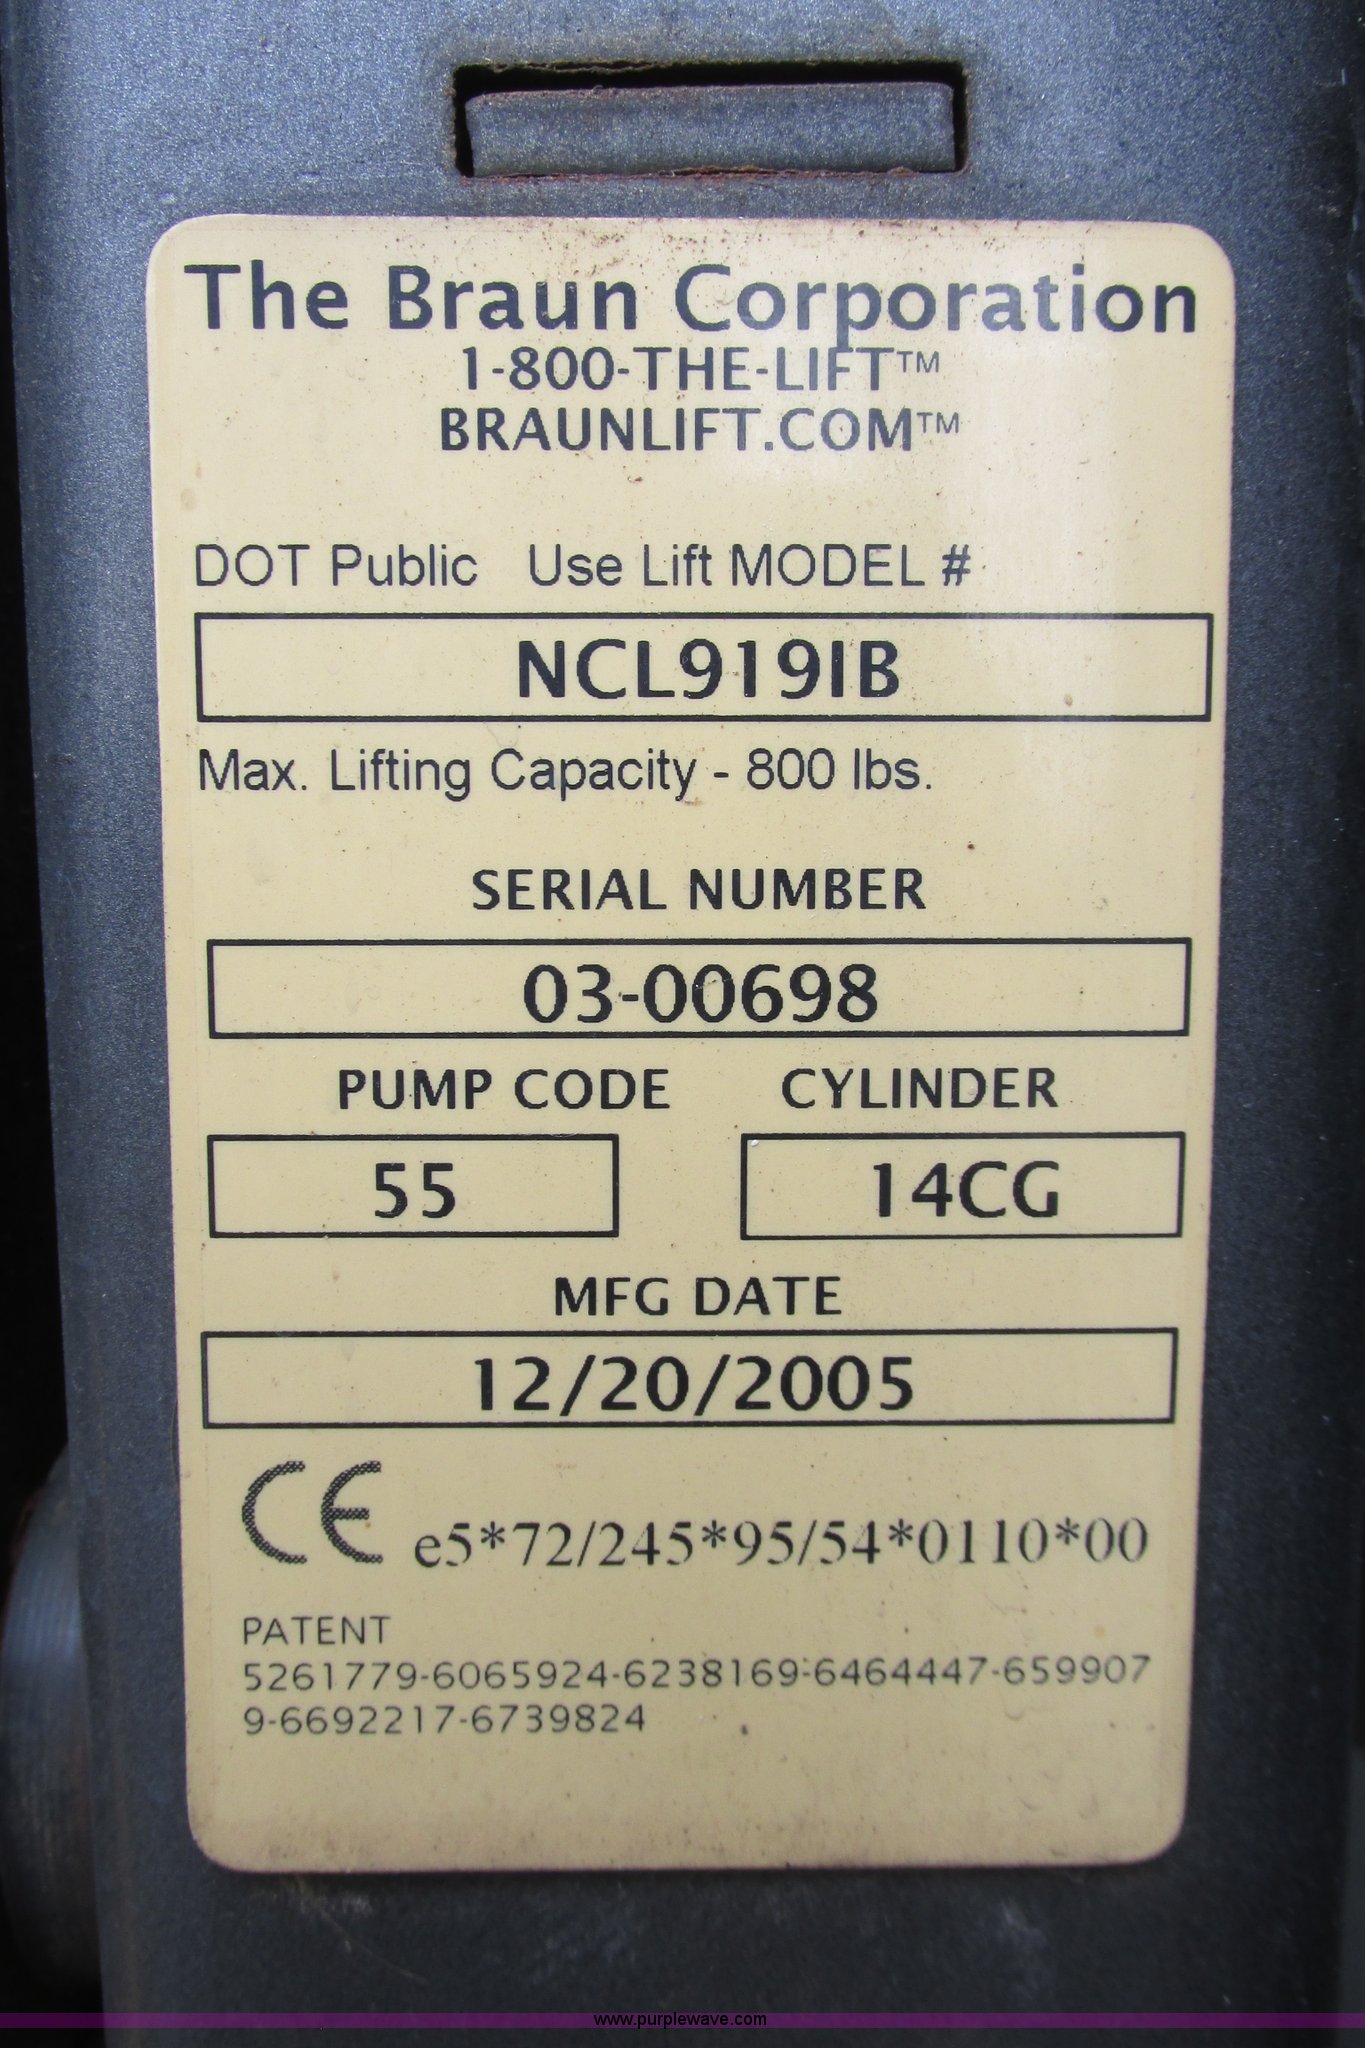 The Braun Corporation
1-800-THE-LIFT™
BRAUNLIFT.COM™
DOT Public Use Lift MODEL #
NCL919IB
Max. Lifting Capacity - 800 lbs.
SERIAL NUMBER
03-00698
PUMP CODE CYLINDER
55 14CG
MFG DATE
12/20/2005
CE e5*72/245*95/54*0110*00
PATENT
5261779-6065924-6238169-6464447-659907
9-6692217-6739824
www.purplewave.com